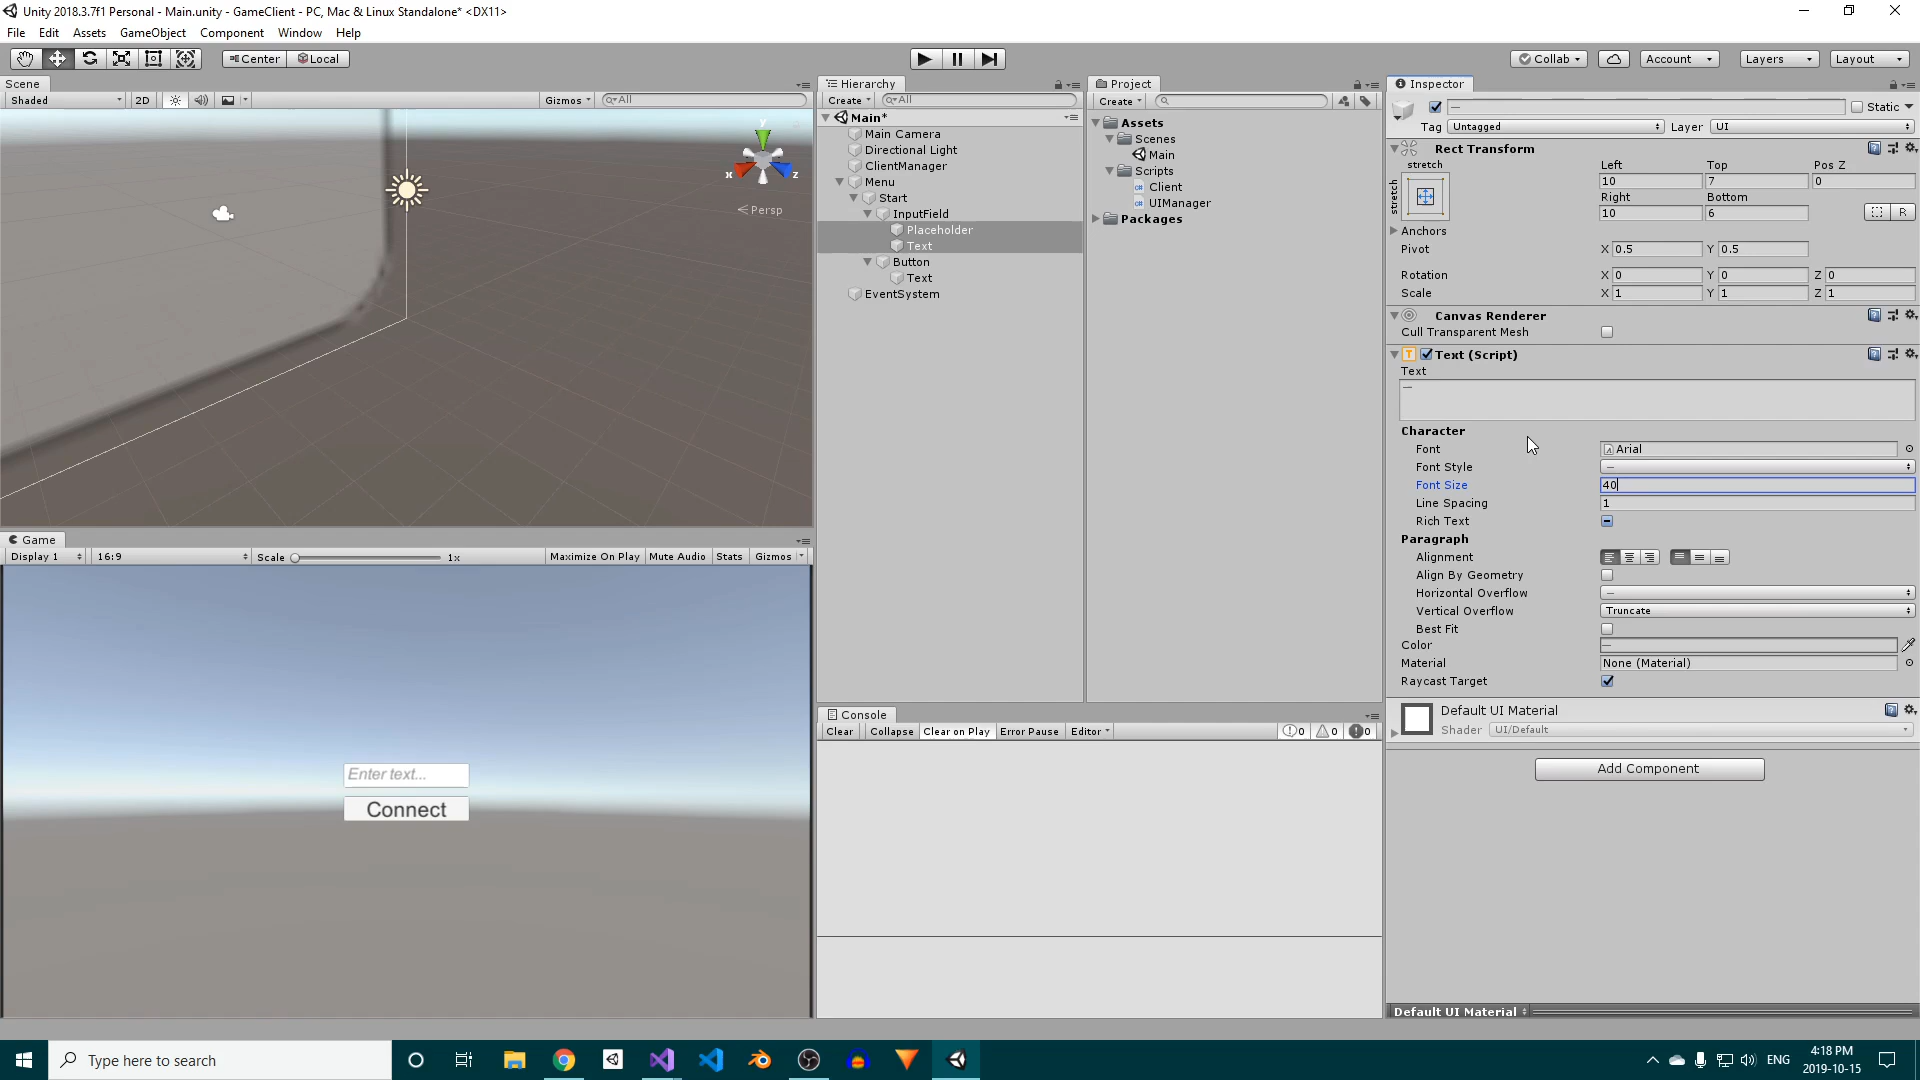 Unity 2018.3.7f1 Personal - Main.unity - GameClient - PC, Mac & Linux Standalone* <DX11>
File Edit Assets GameObject Component Window Help
Center Local
Collab Account Layers Layout
Scene
Shaded 2D Gizmos All
y x z
Persp
Game
Display 1 16:9 Scale 1x Maximize On Play Mute Audio Stats Gizmos
Enter text...
Connect
Hierarchy
Create All
Main*
Main Camera
Directional Light
ClientManager
Menu
Start
InputField
Placeholder
Text
Button
Text
EventSystem
Project
Create
Assets
Scenes
Main
Scripts
Client
UIManager
Packages
Console
Clear Collapse Clear on Play Error Pause Editor 0 0 0
Inspector
— Static
Tag Untagged Layer UI
Rect Transform
stretch
stretch
Left Top Pos Z
10 7 0
Right Bottom
10 6 R
Anchors
Pivot X 0.5 Y 0.5
Rotation X 0 Y 0 Z 0
Scale X 1 Y 1 Z 1
Canvas Renderer
Cull Transparent Mesh
Text (Script)
Text
—
Character
Font Arial
Font Style —
Font Size 40
Line Spacing 1
Rich Text
Paragraph
Alignment
Align By Geometry
Horizontal Overflow —
Vertical Overflow Truncate
Best Fit
Color —
Material None (Material)
Raycast Target
Default UI Material
Shader UI/Default
Add Component
Default UI Material
Type here to search
ENG
4:18 PM
2019-10-15